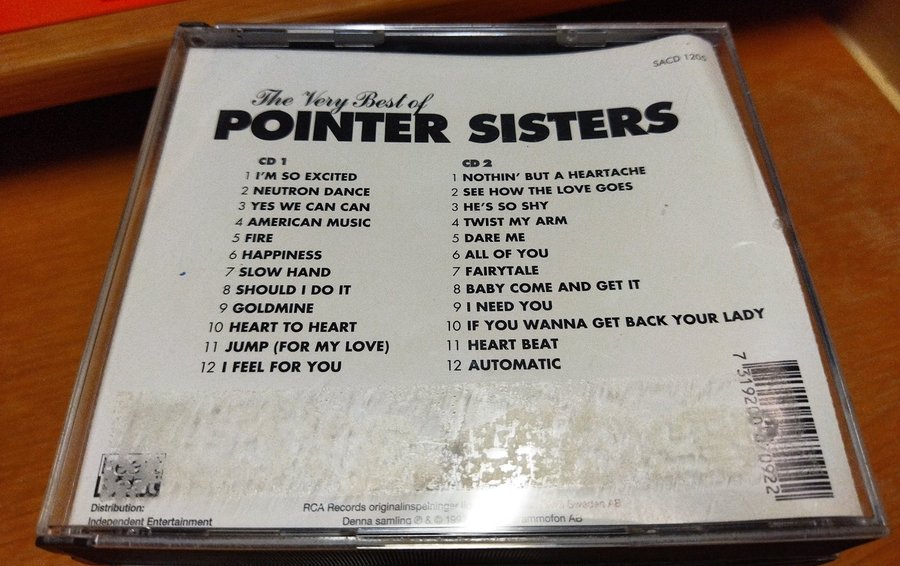 SACD 1205
The Very Best of
POINTER SISTERS
CD 1
1 I'M SO EXCITED
2 NEUTRON DANCE
3 YES WE CAN CAN
4 AMERICAN MUSIC
5 FIRE
6 HAPPINESS
7 SLOW HAND
8 SHOULD I DO IT
9 GOLDMINE
10 HEART TO HEART
11 JUMP (FOR MY LOVE)
12 I FEEL FOR YOU
CD 2
1 NOTHIN' BUT A HEARTACHE
2 SEE HOW THE LOVE GOES
3 HE'S SO SHY
4 TWIST MY ARM
5 DARE ME
6 ALL OF YOU
7 FAIRYTALE
8 BABY COME AND GET IT
9 I NEED YOU
10 IF YOU WANNA GET BACK YOUR LADY
11 HEART BEAT
12 AUTOMATIC
Distribution:
Independent Entertainment
RCA Records originalinspelningar Sweden AB
Denna samling ℗ & ©